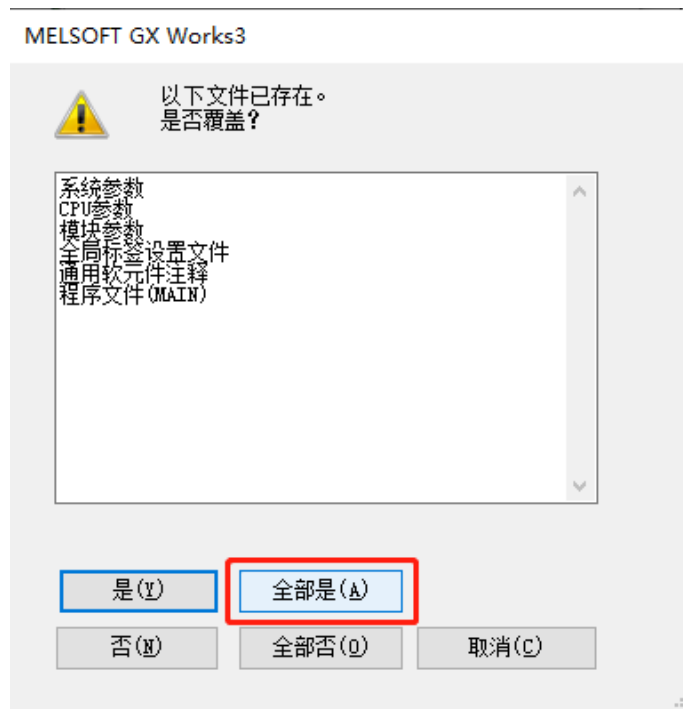 MELSOFT GX Works3
以下文件已存在。
是否覆盖?
系统参数
CPU参数
模块参数
全局标签设置文件
通用软元件注释
程序文件(MAIN)
是(Y)
全部是(A)
否(N)
全部否(O)
取消(C)